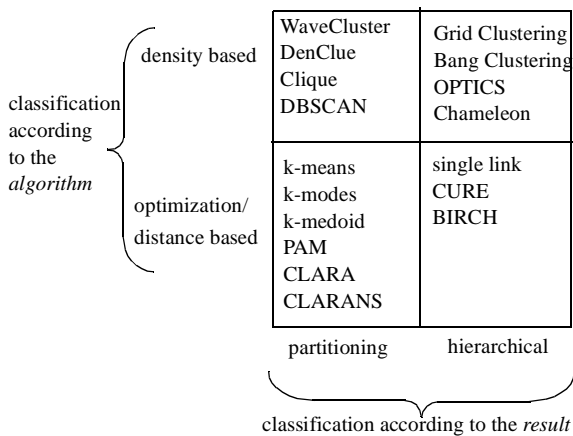 density based
WaveCluster
DenClue
Clique
DBSCAN
Grid Clustering
Bang Clustering
OPTICS
Chameleon
classification
according
to the
algorithm
optimization/
distance based
k-means
k-modes
k-medoid
PAM
CLARA
CLARANS
single link
CURE
BIRCH
partitioning
hierarchical
classification according to the result